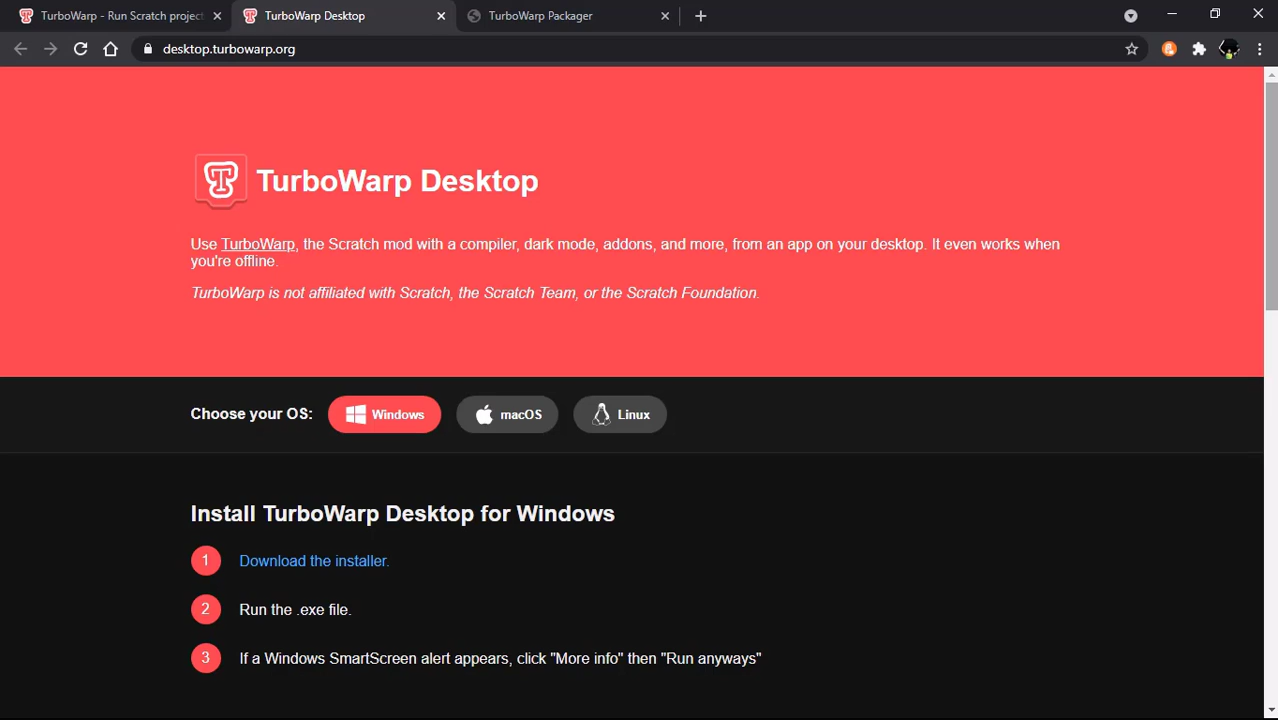 TurboWarp - Run Scratch project
TurboWarp Desktop
TurboWarp Packager
desktop.turbowarp.org
TurboWarp Desktop
Use TurboWarp, the Scratch mod with a compiler, dark mode, addons, and more, from an app on your desktop. It even works when
you're offline.
TurboWarp is not affiliated with Scratch, the Scratch Team, or the Scratch Foundation.
Choose your OS:
Windows
macOS
Linux
Install TurboWarp Desktop for Windows
1 Download the installer.
2 Run the .exe file.
3 If a Windows SmartScreen alert appears, click "More info" then "Run anyways"